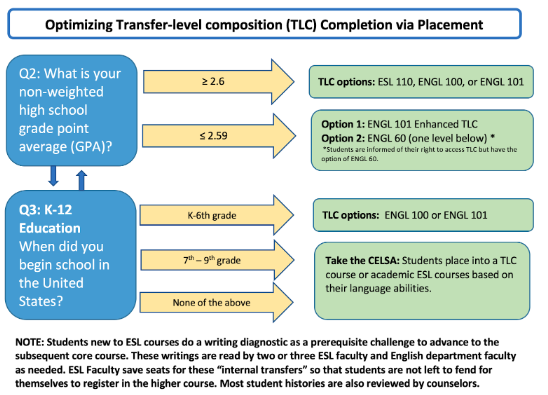 Optimizing Transfer-level composition (TLC) Completion via Placement
Q2: What is your
non-weighted
high school
grade point
average (GPA)?
≥ 2.6
TLC options: ESL 110, ENGL 100, or ENGL 101
≤ 2.59
Option 1: ENGL 101 Enhanced TLC
Option 2: ENGL 60 (one level below) *
*Students are informed of their right to access TLC but have the
option of ENGL 60.
Q3: K-12
Education
When did you
begin school in
the United
States?
K-6th grade
TLC options: ENGL 100 or ENGL 101
7th – 9th grade
None of the above
Take the CELSA: Students place into a TLC
course or academic ESL courses based on
their language abilities.
NOTE: Students new to ESL courses do a writing diagnostic as a prerequisite challenge to advance to the
subsequent core course. These writings are read by two or three ESL faculty and English department faculty
as needed. ESL Faculty save seats for these “internal transfers” so that students are not left to fend for
themselves to register in the higher course. Most student histories are also reviewed by counselors.